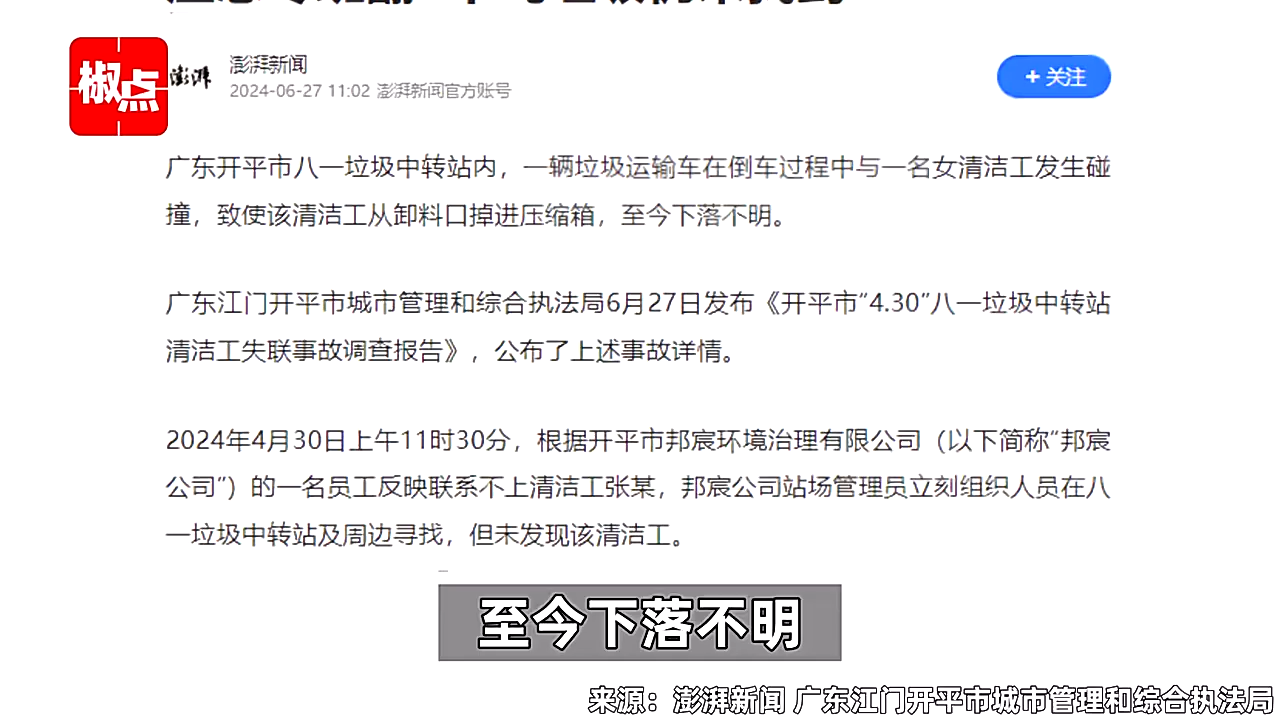 椒点
澎湃
澎湃新闻
2024-06-27 11:02 澎湃新闻官方账号
+ 关注
广东开平市八一垃圾中转站内，一辆垃圾运输车在倒车过程中与一名女清洁工发生碰
撞，致使该清洁工从卸料口掉进压缩箱，至今下落不明。
广东江门开平市城市管理和综合执法局6月27日发布《开平市“4.30”八一垃圾中转站
清洁工失联事故调查报告》，公布了上述事故详情。
2024年4月30日上午11时30分，根据开平市邦宸环境治理有限公司（以下简称“邦宸
公司”）的一名员工反映联系不上清洁工张某，邦宸公司站场管理员立刻组织人员在八
一垃圾中转站及周边寻找，但未发现该清洁工。
至今下落不明
来源：澎湃新闻 广东江门开平市城市管理和综合执法局